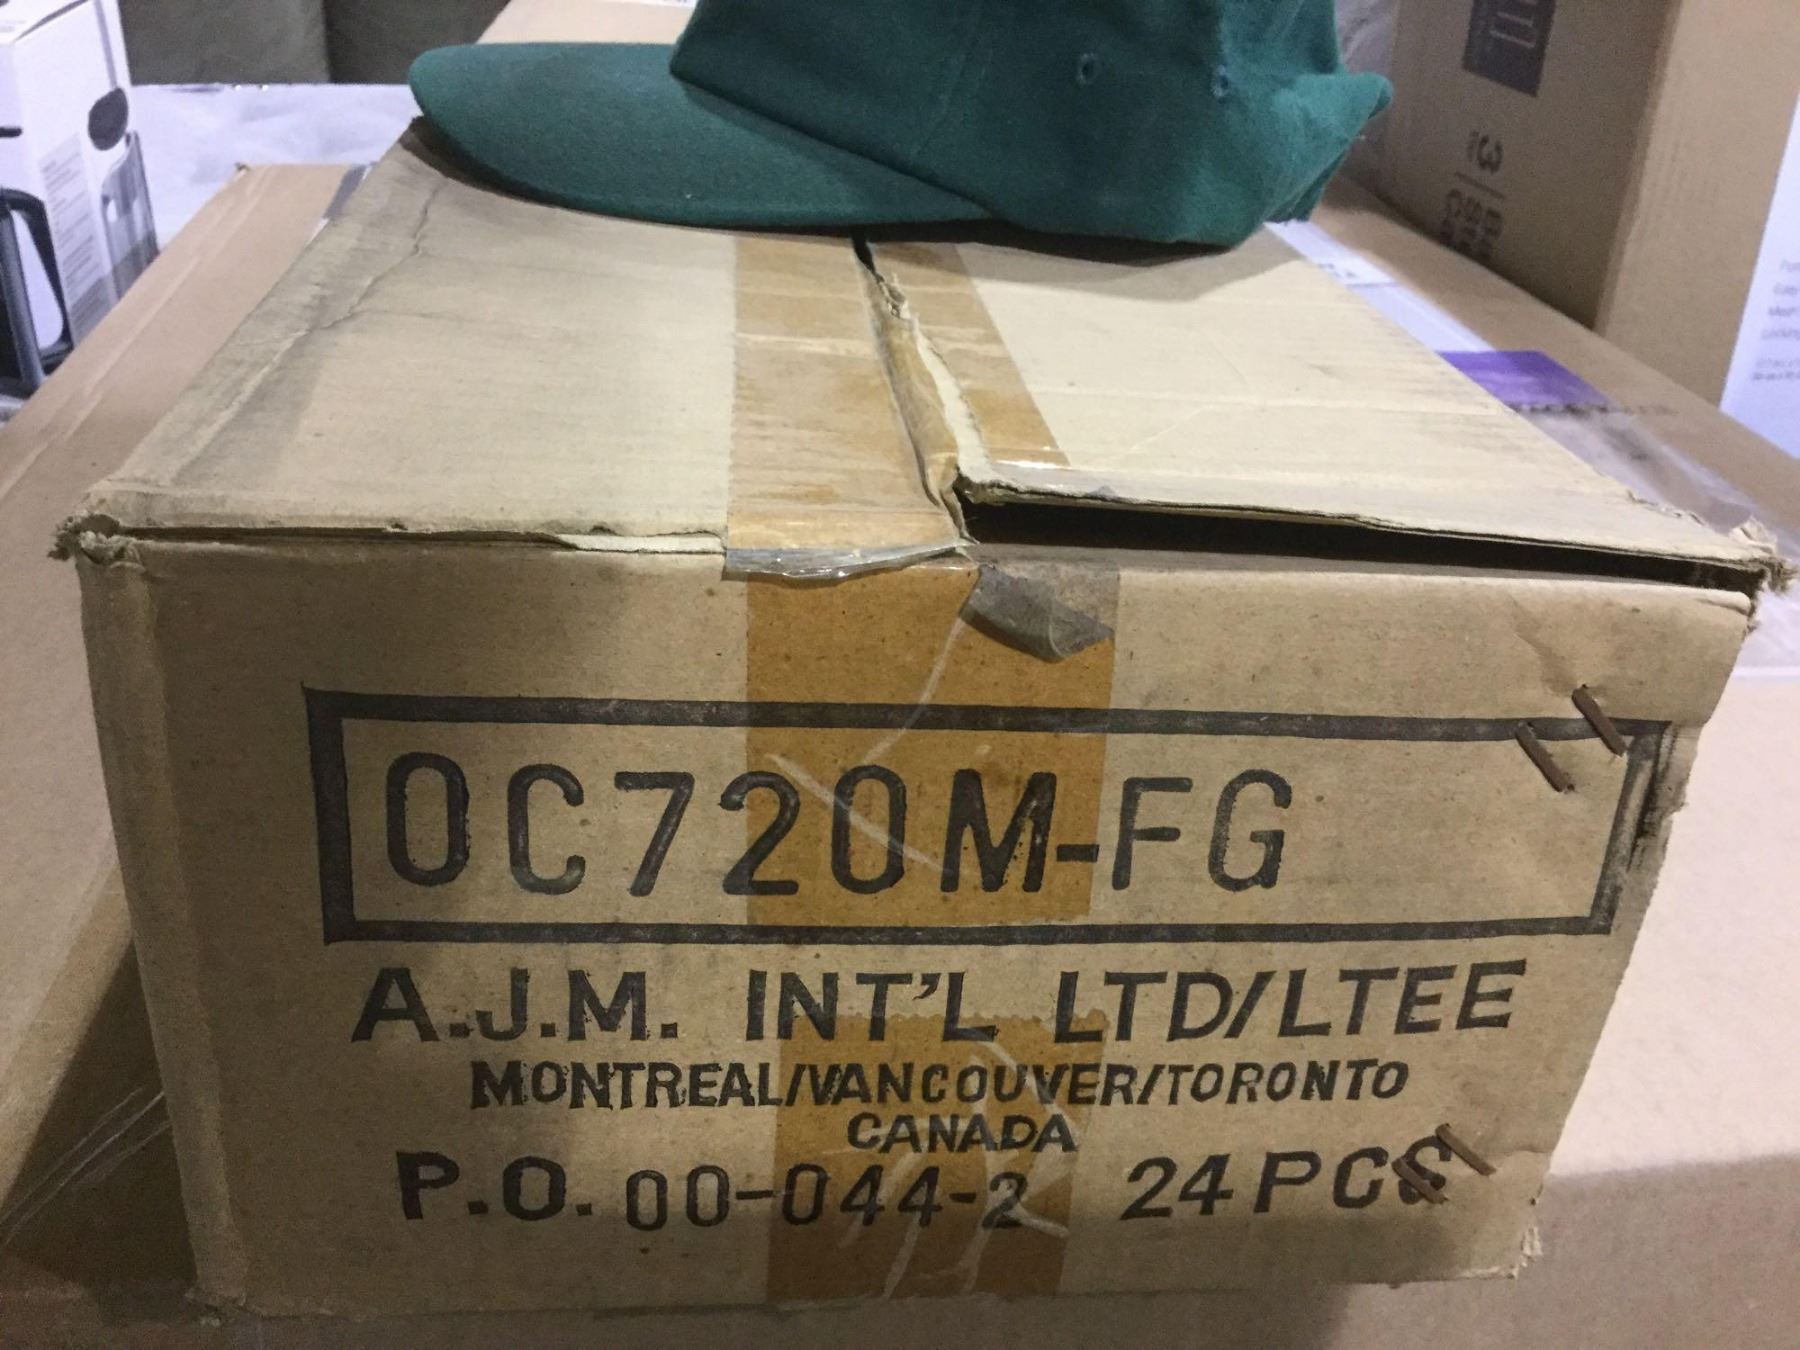 OC720M-FG
A.J.M. INT'L LTD/LTEE
MONTREAL/VANCOUVER/TORONTO
CANADA
P.O. 00-044-2 24PCS